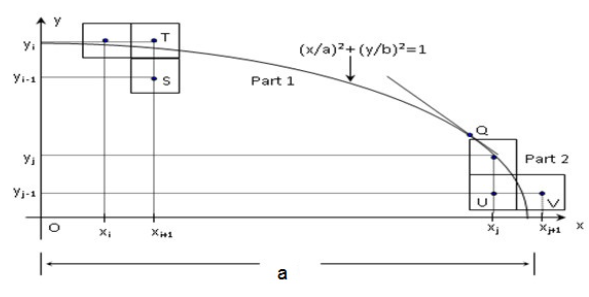 y
yᵢ
T
(x/a)²+(y/b)²=1
yᵢ₋₁
S
Part 1
Q
yⱼ
Part 2
yⱼ₋₁
U
V
O
xᵢ
xᵢ₊₁
xⱼ
xⱼ₊₁
x
a